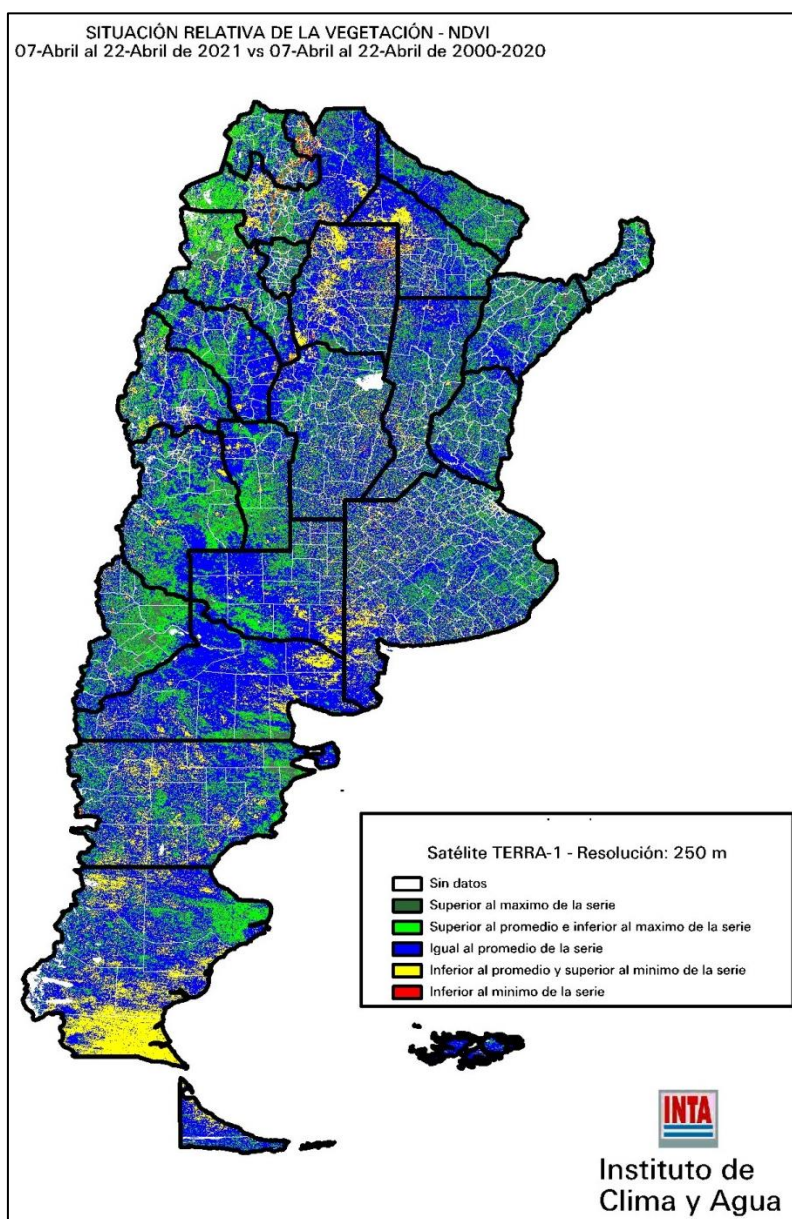 SITUACIÓN RELATIVA DE LA VEGETACIÓN - NDVI
07-Abril al 22-Abril de 2021 vs 07-Abril al 22-Abril de 2000-2020
Satélite TERRA-1 - Resolución: 250 m
Sin datos
Superior al maximo de la serie
Superior al promedio e inferior al maximo de la serie
Igual al promedio de la serie
Inferior al promedio y superior al minimo de la serie
Inferior al minimo de la serie
INTA
Instituto de
Clima y Agua